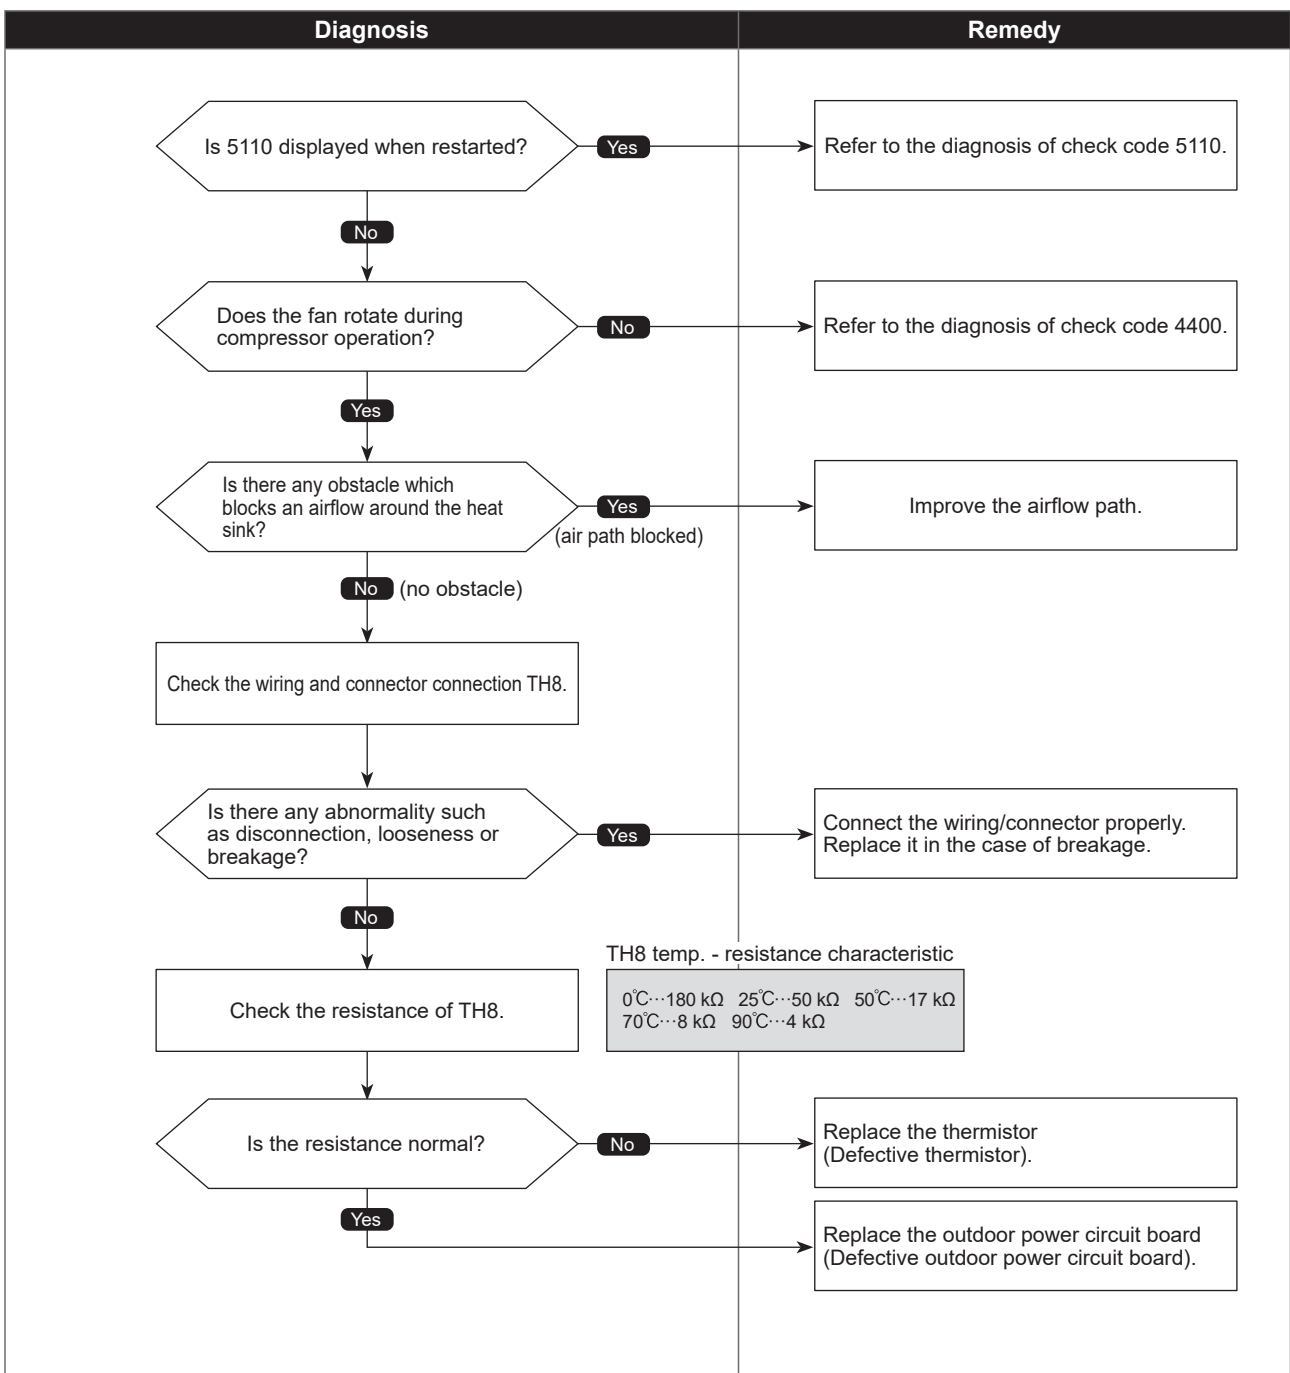 Diagnosis
Remedy
Is 5110 displayed when restarted?
Yes
Refer to the diagnosis of check code 5110.
No
Does the fan rotate during
compressor operation?
No
Refer to the diagnosis of check code 4400.
Yes
Is there any obstacle which
blocks an airflow around the heat
sink?
Yes
(air path blocked)
Improve the airflow path.
No (no obstacle)
Check the wiring and connector connection TH8.
Is there any abnormality such
as disconnection, looseness or
breakage?
Yes
Connect the wiring/connector properly.
Replace it in the case of breakage.
No
TH8 temp. - resistance characteristic
0℃···180 kΩ 25℃···50 kΩ 50℃···17 kΩ
70℃···8 kΩ 90℃···4 kΩ
Check the resistance of TH8.
Is the resistance normal?
No
Replace the thermistor
(Defective thermistor).
Yes
Replace the outdoor power circuit board
(Defective outdoor power circuit board).